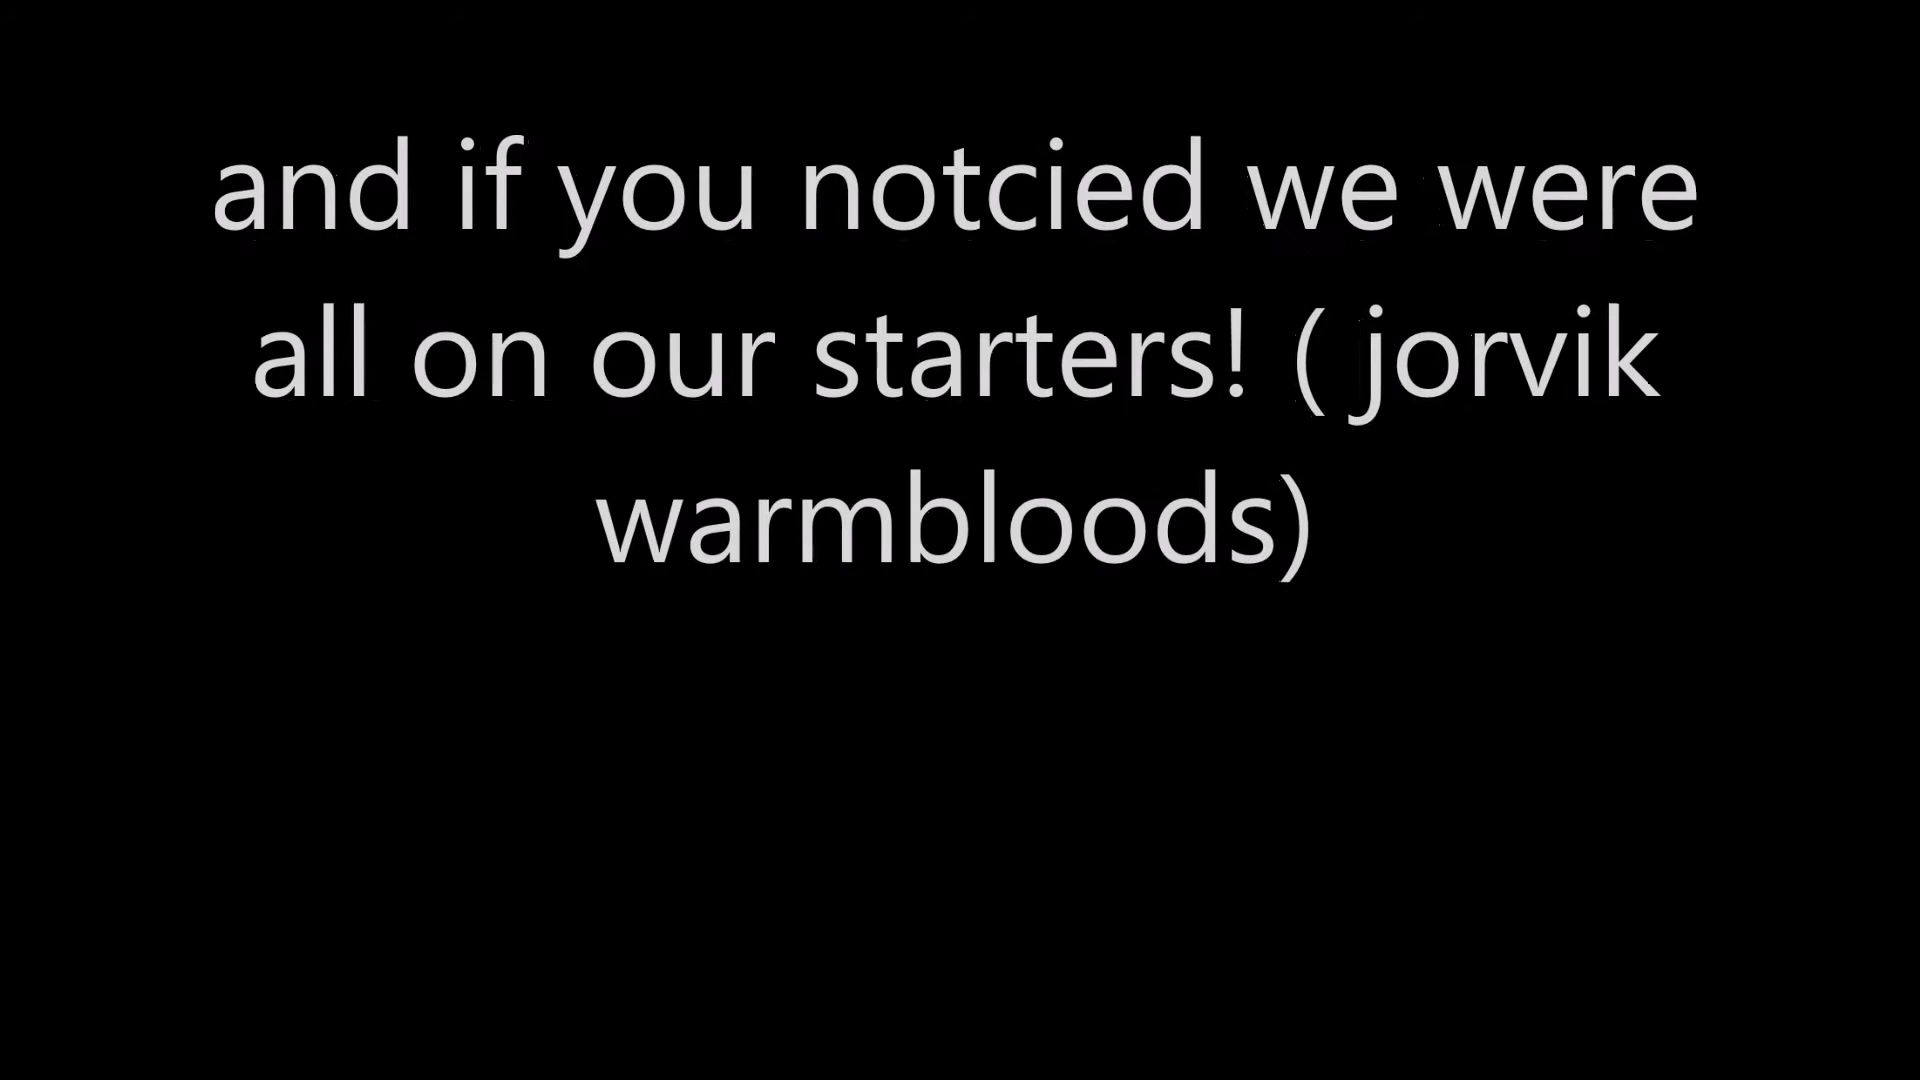 and if you notcied we were
all on our starters! ( jorvik
warmbloods)